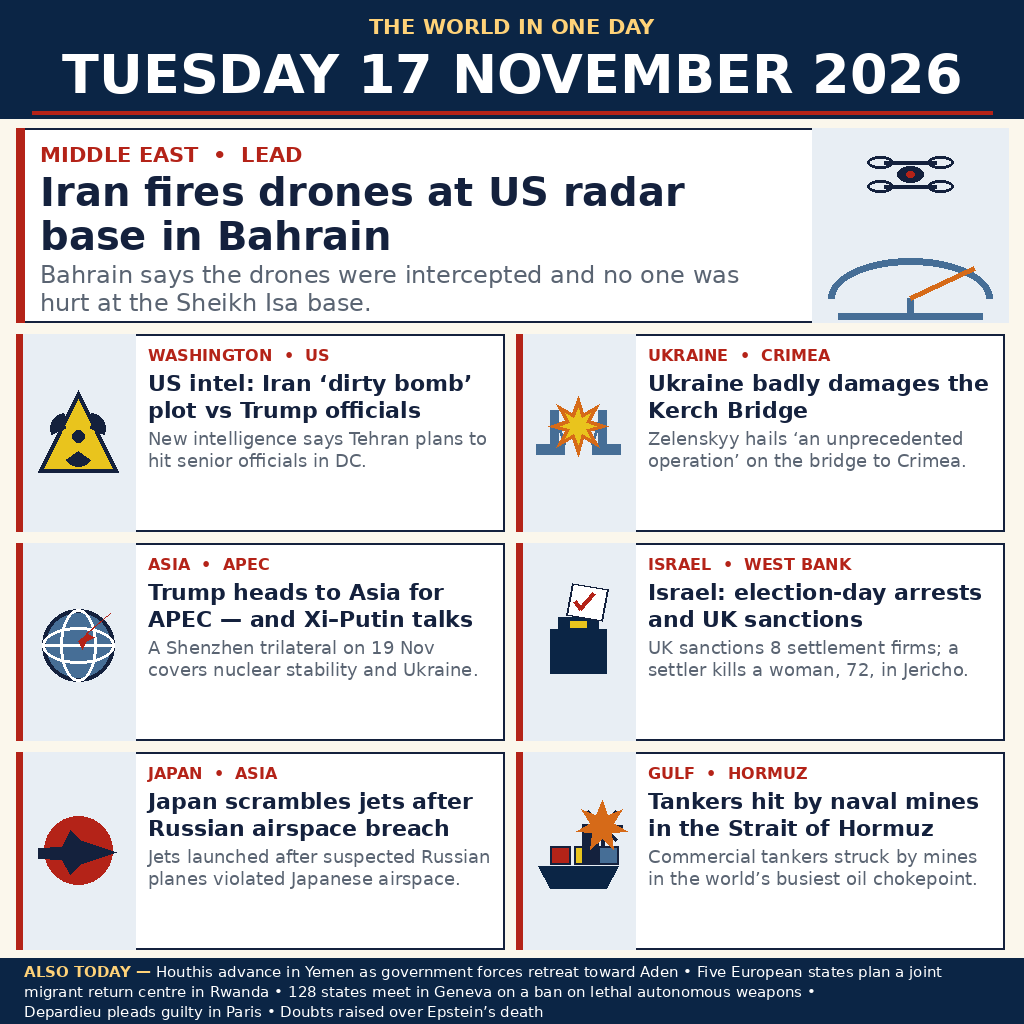 THE WORLD IN ONE DAY
TUESDAY 17 NOVEMBER 2026
MIDDLE EAST • LEAD
Iran fires drones at US radar
base in Bahrain
Bahrain says the drones were intercepted and no one was
hurt at the Sheikh Isa base.
WASHINGTON • US
US intel: Iran ‘dirty bomb’
plot vs Trump officials
New intelligence says Tehran plans to
hit senior officials in DC.
UKRAINE • CRIMEA
Ukraine badly damages the
Kerch Bridge
Zelenskyy hails ‘an unprecedented
operation’ on the bridge to Crimea.
ASIA • APEC
Trump heads to Asia for
APEC — and Xi–Putin talks
A Shenzhen trilateral on 19 Nov
covers nuclear stability and Ukraine.
ISRAEL • WEST BANK
Israel: election-day arrests
and UK sanctions
UK sanctions 8 settlement firms; a
settler kills a woman, 72, in Jericho.
JAPAN • ASIA
Japan scrambles jets after
Russian airspace breach
Jets launched after suspected Russian
planes violated Japanese airspace.
GULF • HORMUZ
Tankers hit by naval mines
in the Strait of Hormuz
Commercial tankers struck by mines
in the world’s busiest oil chokepoint.
ALSO TODAY — Houthis advance in Yemen as government forces retreat toward Aden • Five European states plan a joint
migrant return centre in Rwanda • 128 states meet in Geneva on a ban on lethal autonomous weapons •
Depardieu pleads guilty in Paris • Doubts raised over Epstein’s death